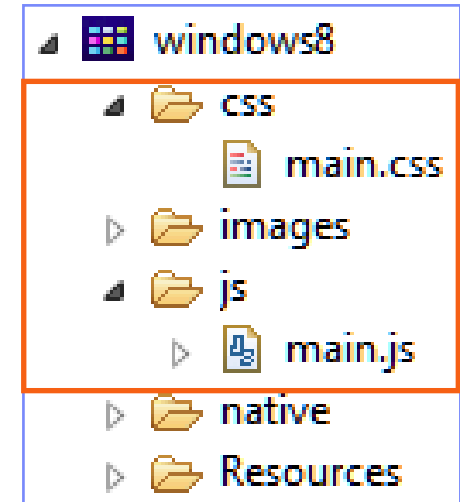 windows8
css
main.css
images
js
main.js
native
Resources